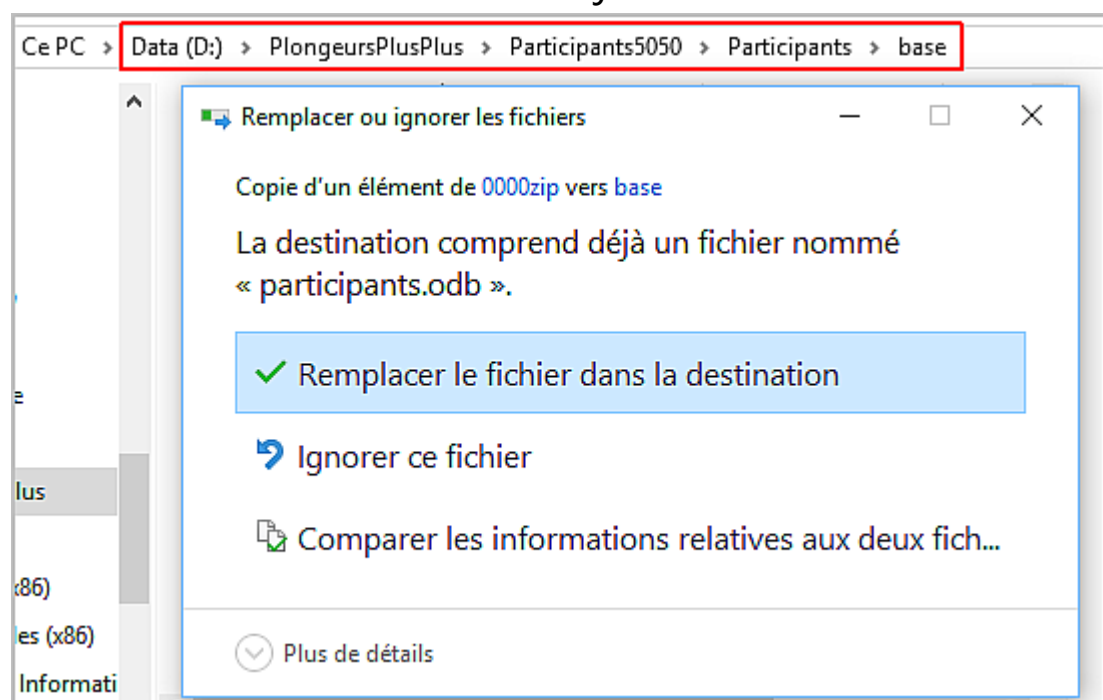 Ce PC > Data (D:) > PlongeursPlusPlus > Participants5050 > Participants > base
Remplacer ou ignorer les fichiers
Copie d'un élément de 0000zip vers base
La destination comprend déjà un fichier nommé
« participants.odb ».
Remplacer le fichier dans la destination
Ignorer ce fichier
lus
Comparer les informations relatives aux deux fich...
x86)
les (x86)
Plus de détails
Informati